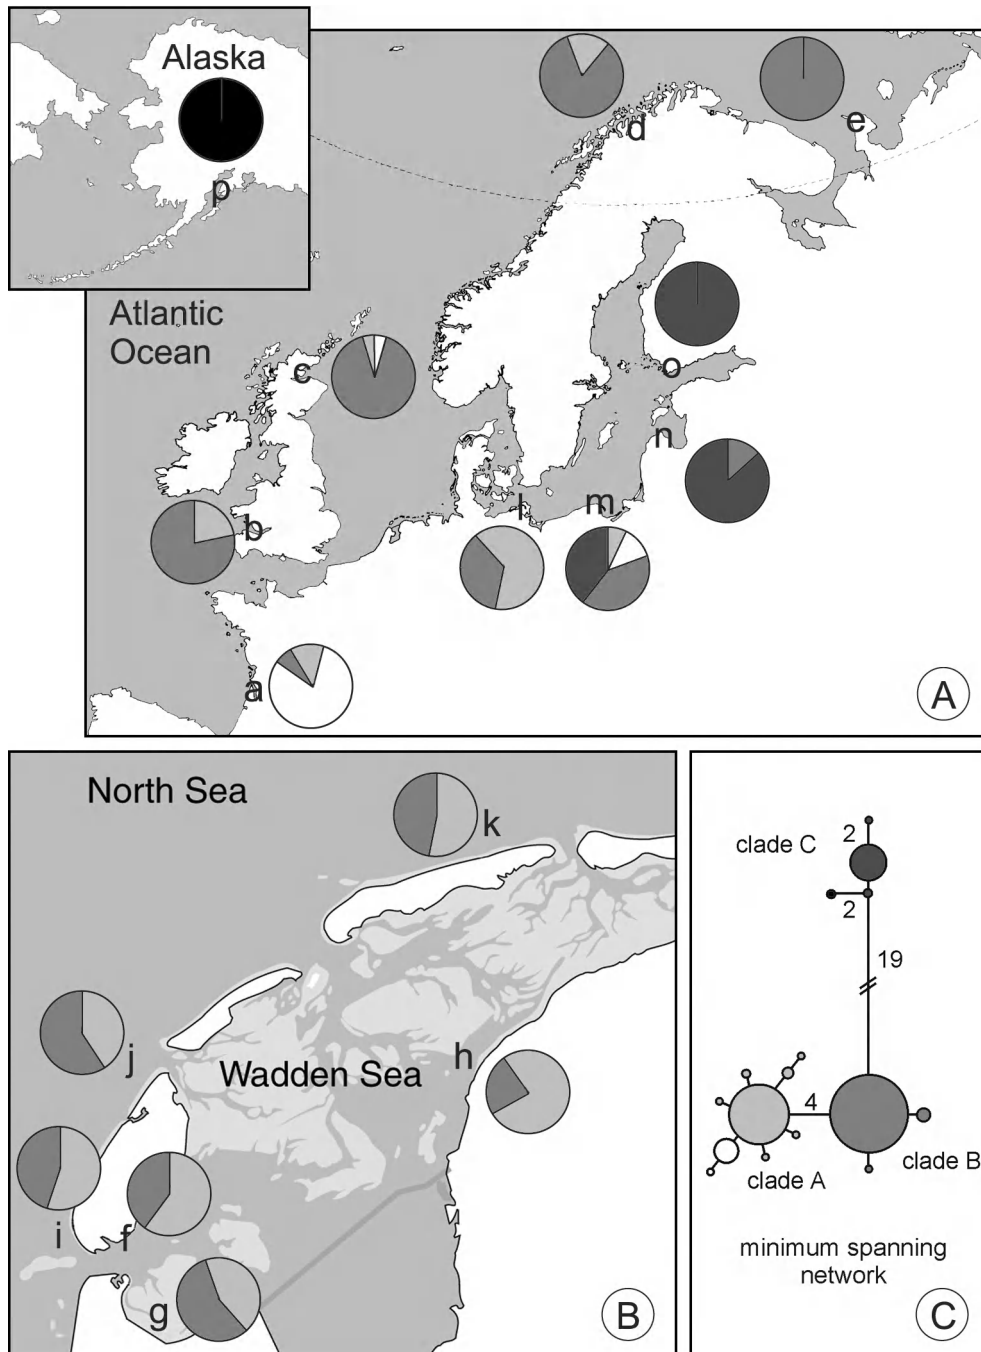 Alaska
p
d
e
Atlantic
Ocean
c
o
n
b
l
m
a
A
North Sea
k
j
Wadden Sea
h
i
f
g
B
clade C
2
2
19
4
clade A
clade B
minimum spanning
network
C